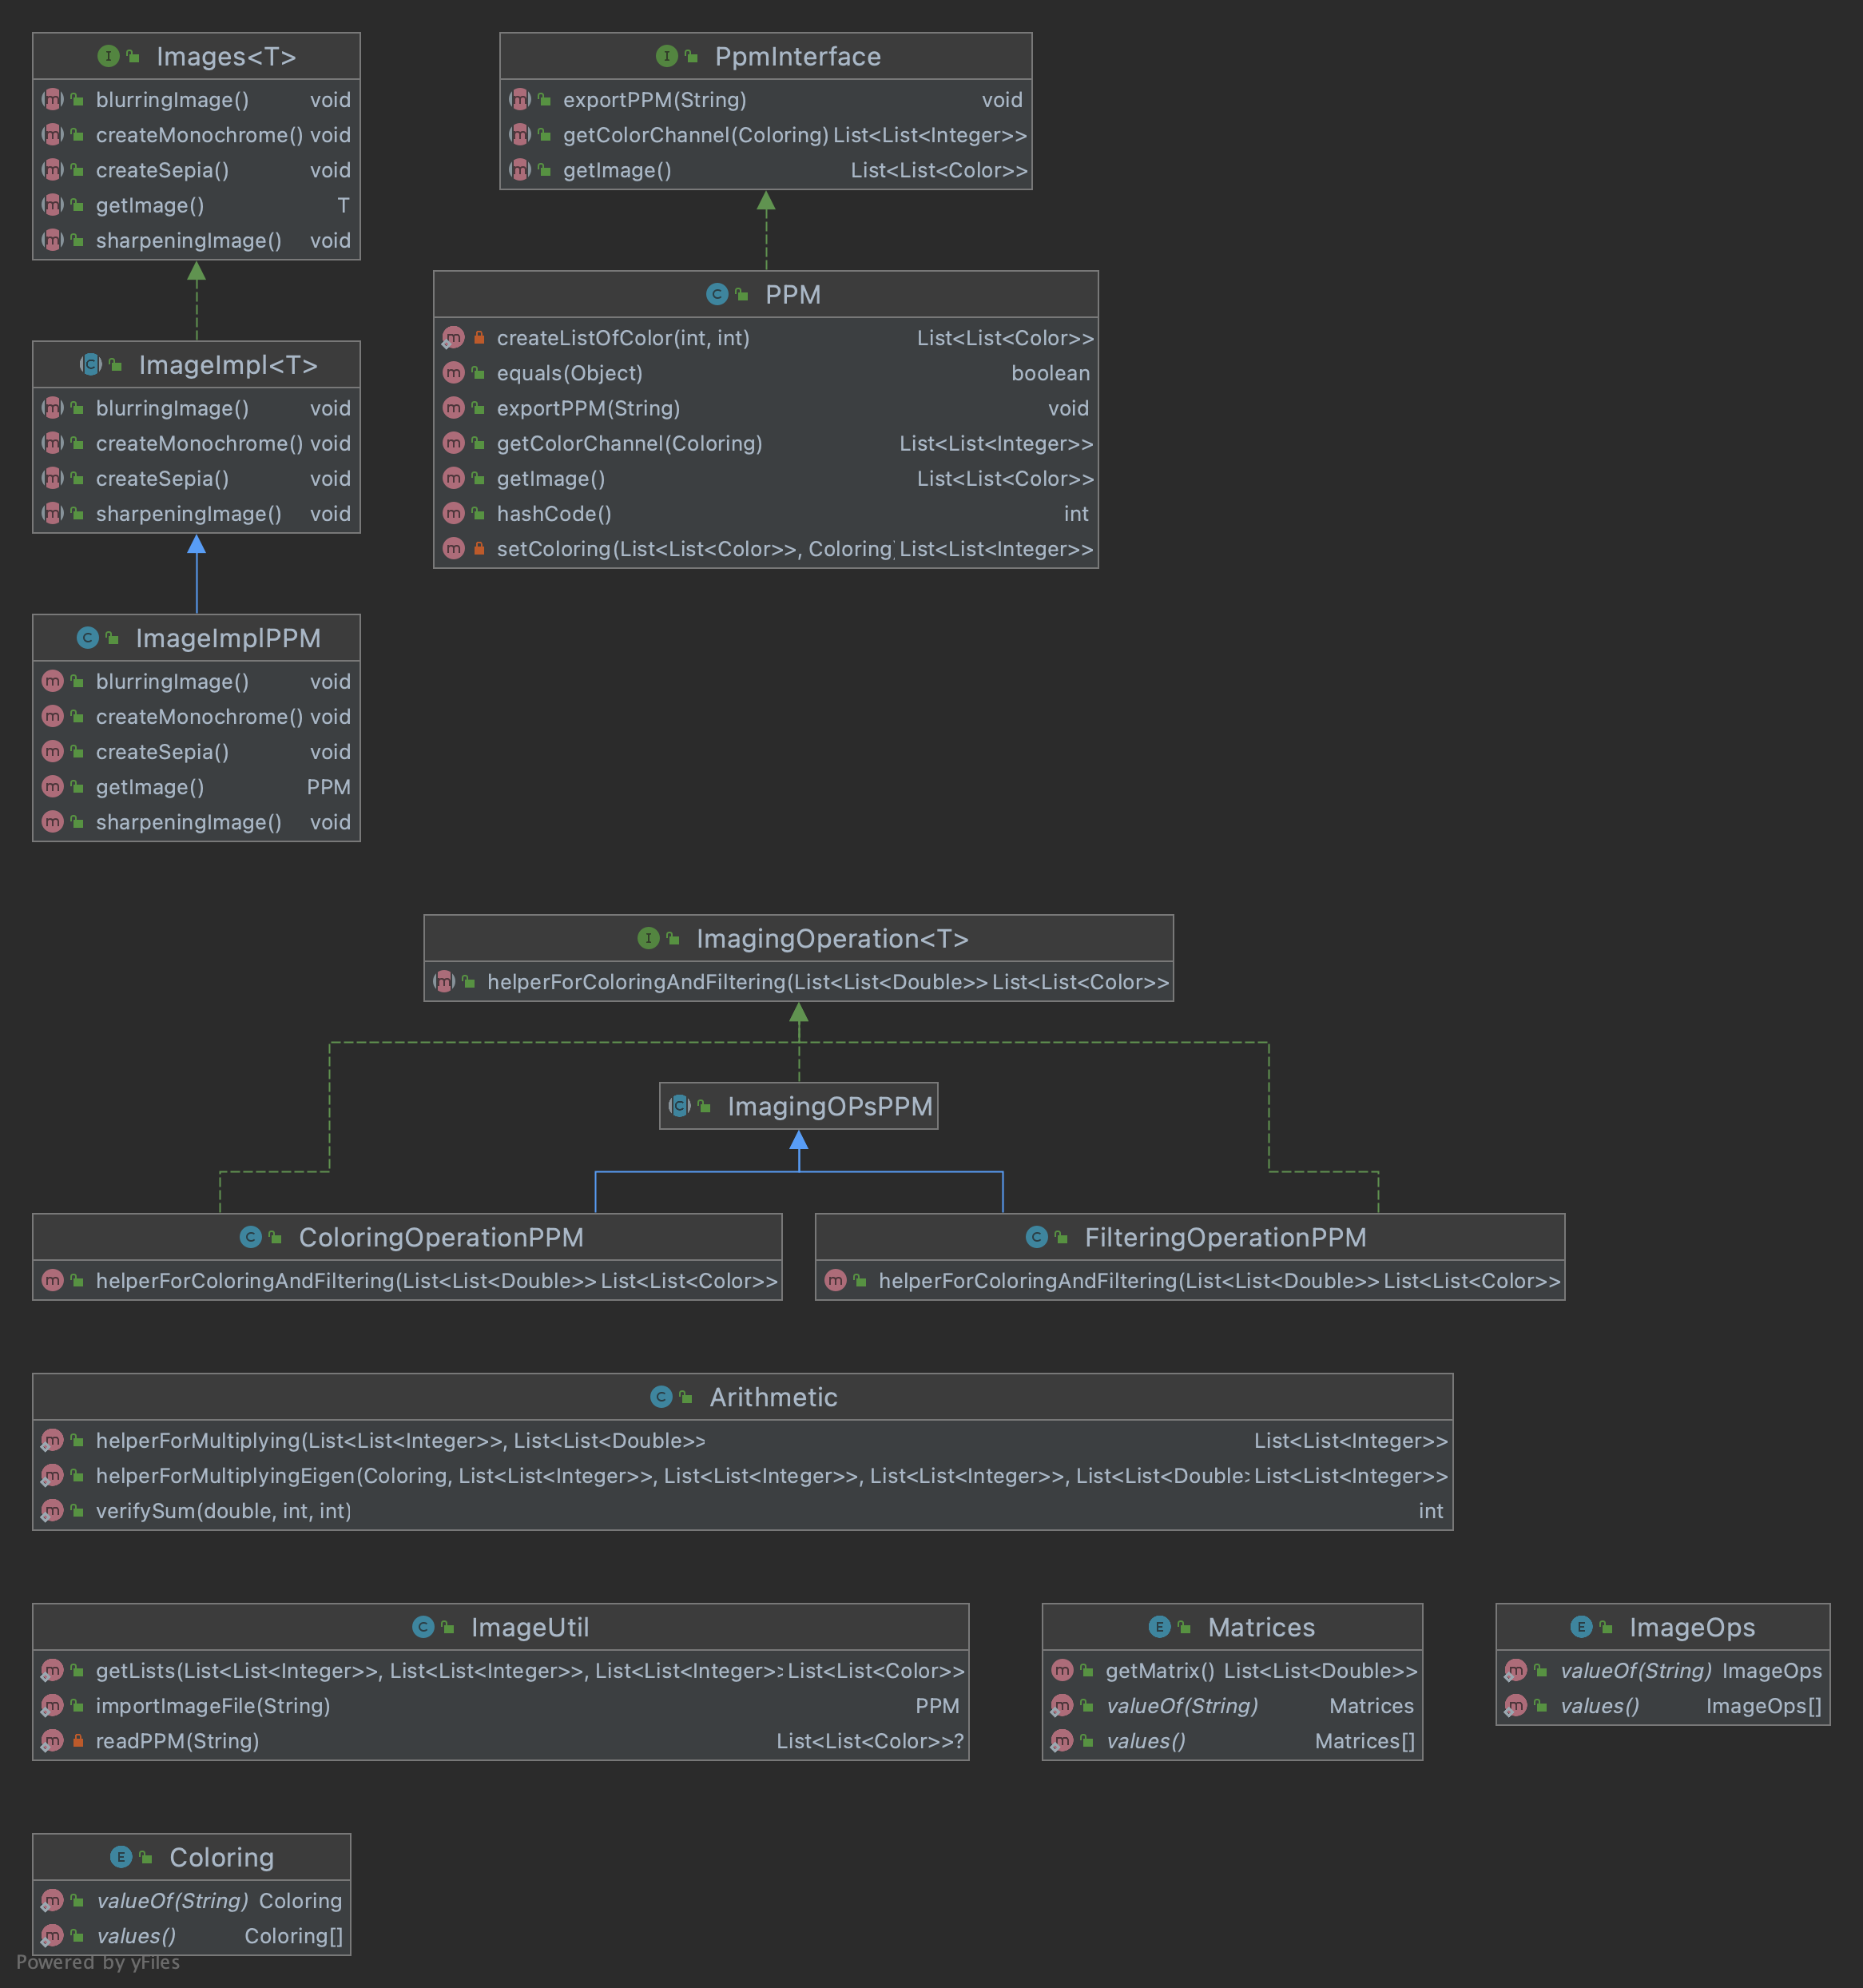 Images<T>
blurringImage() void
createMonochrome() void
createSepia() void
getImage() T
sharpeningImage() void
PpmInterface
exportPPM(String) void
getColorChannel(Coloring) List<List<Integer>>
getImage() List<List<Color>>
ImageImpl<T>
blurringImage() void
createMonochrome() void
createSepia() void
sharpeningImage() void
PPM
createListOfColor(int, int) List<List<Color>>
equals(Object) boolean
exportPPM(String) void
getColorChannel(Coloring) List<List<Integer>>
getImage() List<List<Color>>
hashCode() int
setColoring(List<List<Color>>, Coloring) List<List<Integer>>
ImageImplPPM
blurringImage() void
createMonochrome() void
createSepia() void
getImage() PPM
sharpeningImage() void
ImagingOperation<T>
helperForColoringAndFiltering(List<List<Double>> List<List<Color>>
ImagingOPsPPM
ColoringOperationPPM
helperForColoringAndFiltering(List<List<Double>> List<List<Color>>
FilteringOperationPPM
helperForColoringAndFiltering(List<List<Double>> List<List<Color>>
Arithmetic
helperForMultiplying(List<List<Integer>>, List<List<Double>> List<List<Integer>>
helperForMultiplyingEigen(Coloring, List<List<Integer>>, List<List<Integer>>, List<List<Integer>>, List<List<Double> List<List<Integer>>
verifySum(double, int, int) int
ImageUtil
getLists(List<List<Integer>>, List<List<Integer>>, List<List<Integer>> List<List<Color>>
importImageFile(String) PPM
readPPM(String) List<List<Color>>?
Matrices
getMatrix() List<List<Double>>
valueOf(String) Matrices
values() Matrices[]
ImageOps
valueOf(String) ImageOps
values() ImageOps[]
Coloring
valueOf(String) Coloring
values() Coloring[]
Powered by yFiles